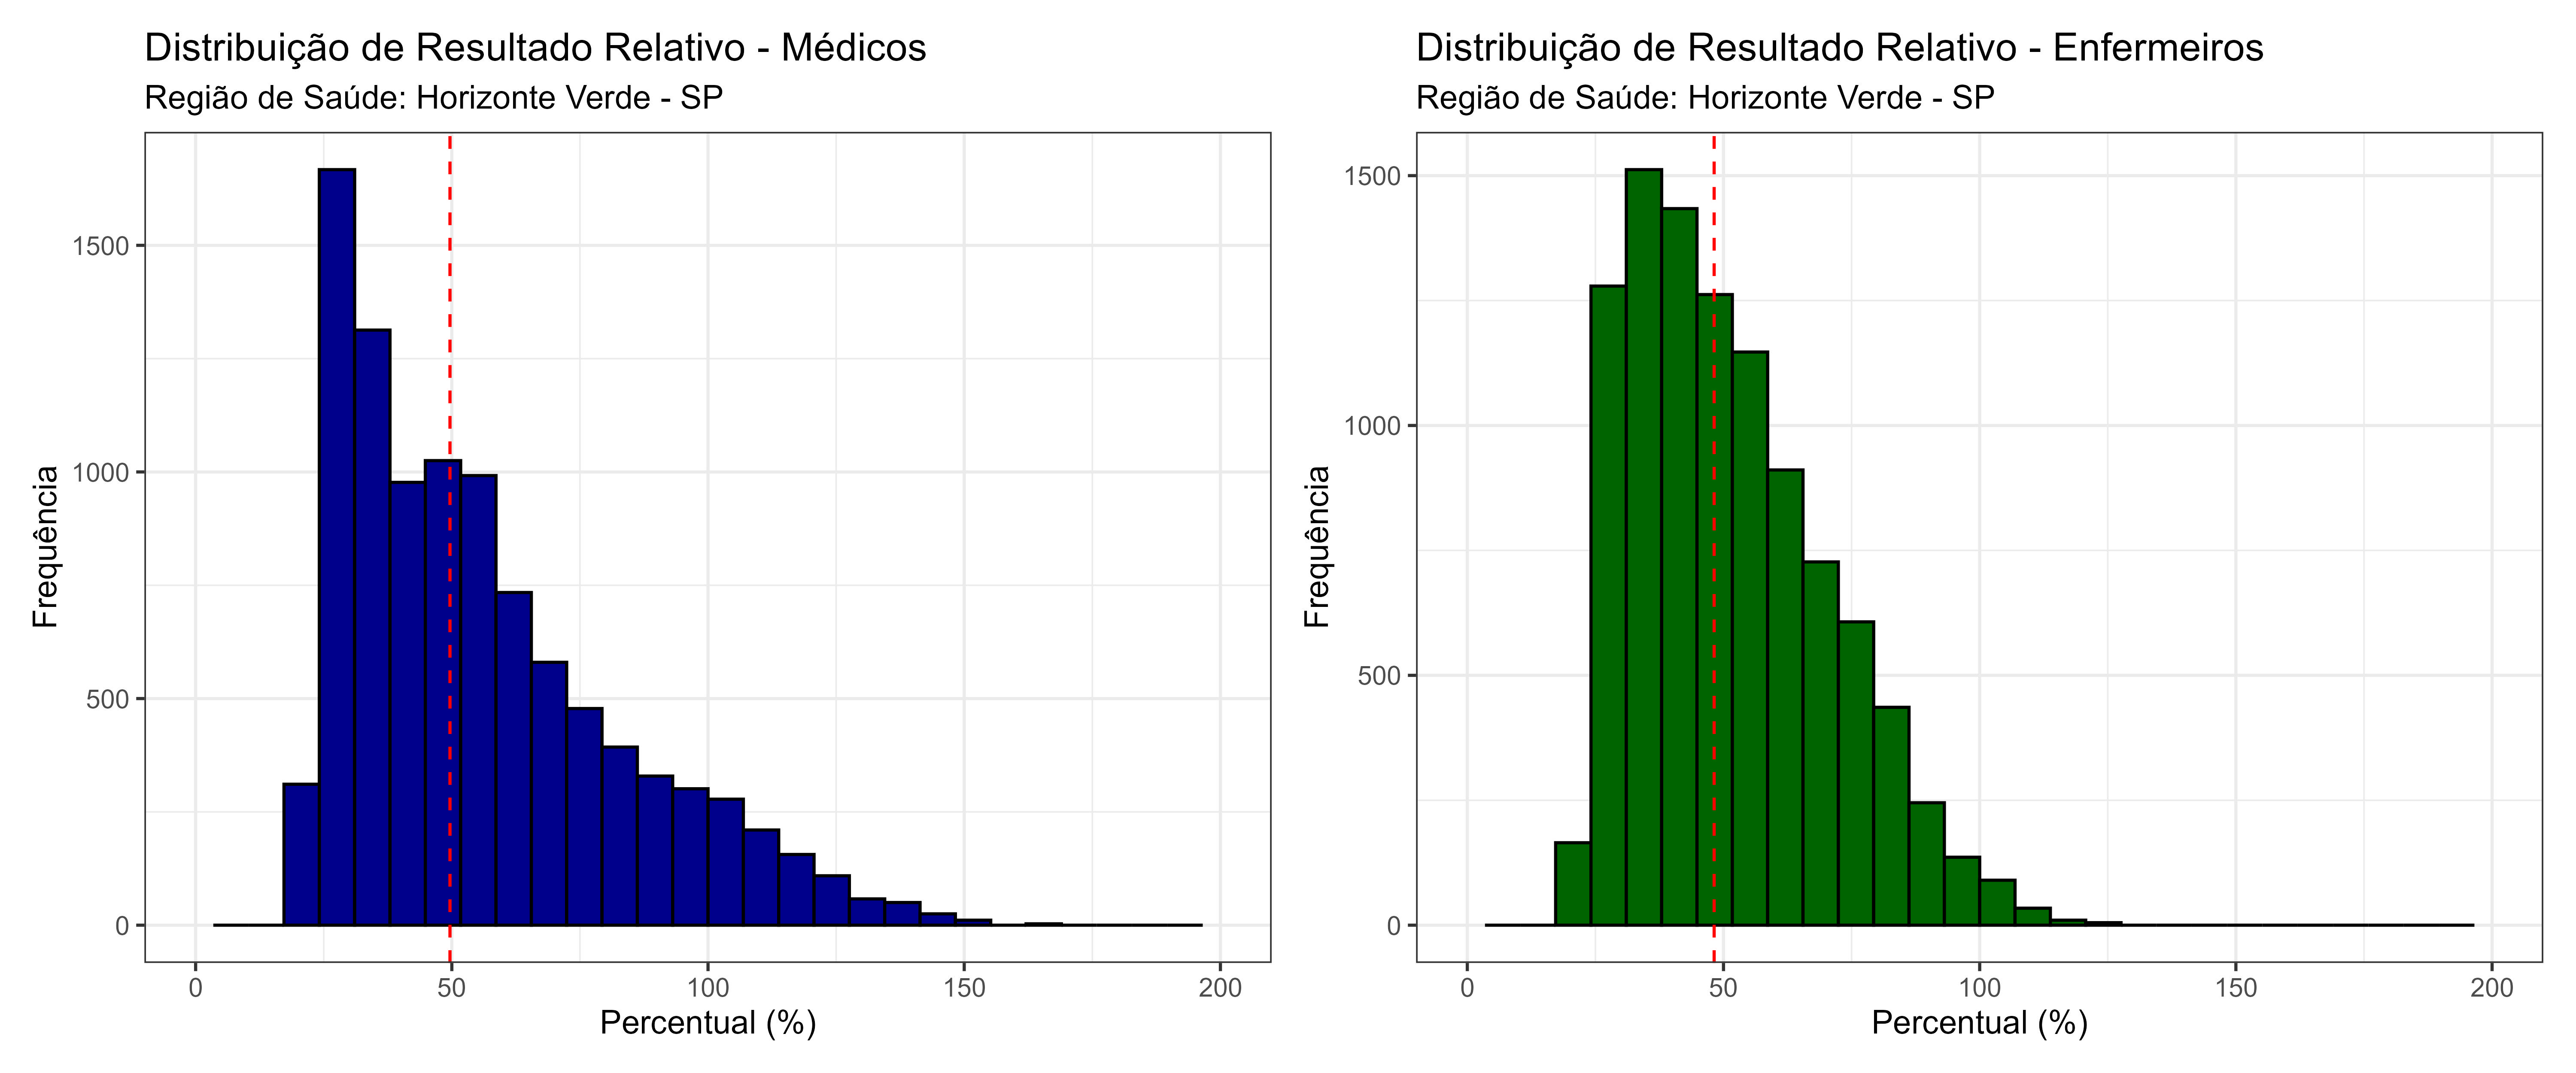 Distribuição de Resultado Relativo - Médicos
Região de Saúde: Horizonte Verde - SP
Frequência
1500
1000
500
0
0 50 100 150 200
Percentual (%)
Distribuição de Resultado Relativo - Enfermeiros
Região de Saúde: Horizonte Verde - SP
Frequência
1500
1000
500
0
0 50 100 150 200
Percentual (%)